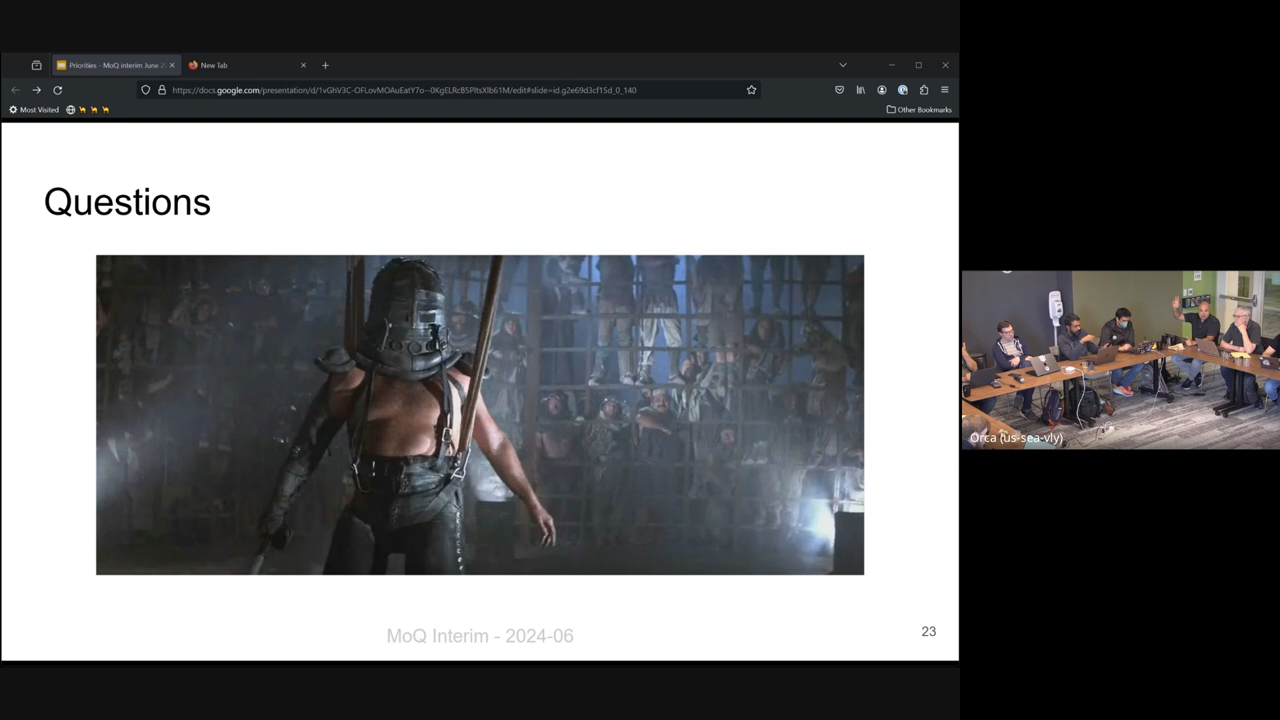 Priorities - MoQ interim June 2
New Tab
https://docs.google.com/presentation/d/1vGhV3C-OFLovMOAuEatY7o--0KgELRcB5PltsXlb61M/edit#slide=id.g2e69d3cf15d_0_140
Most Visited
Other Bookmarks
Questions
MoQ Interim - 2024-06
23
Orca (us-sea-vly)